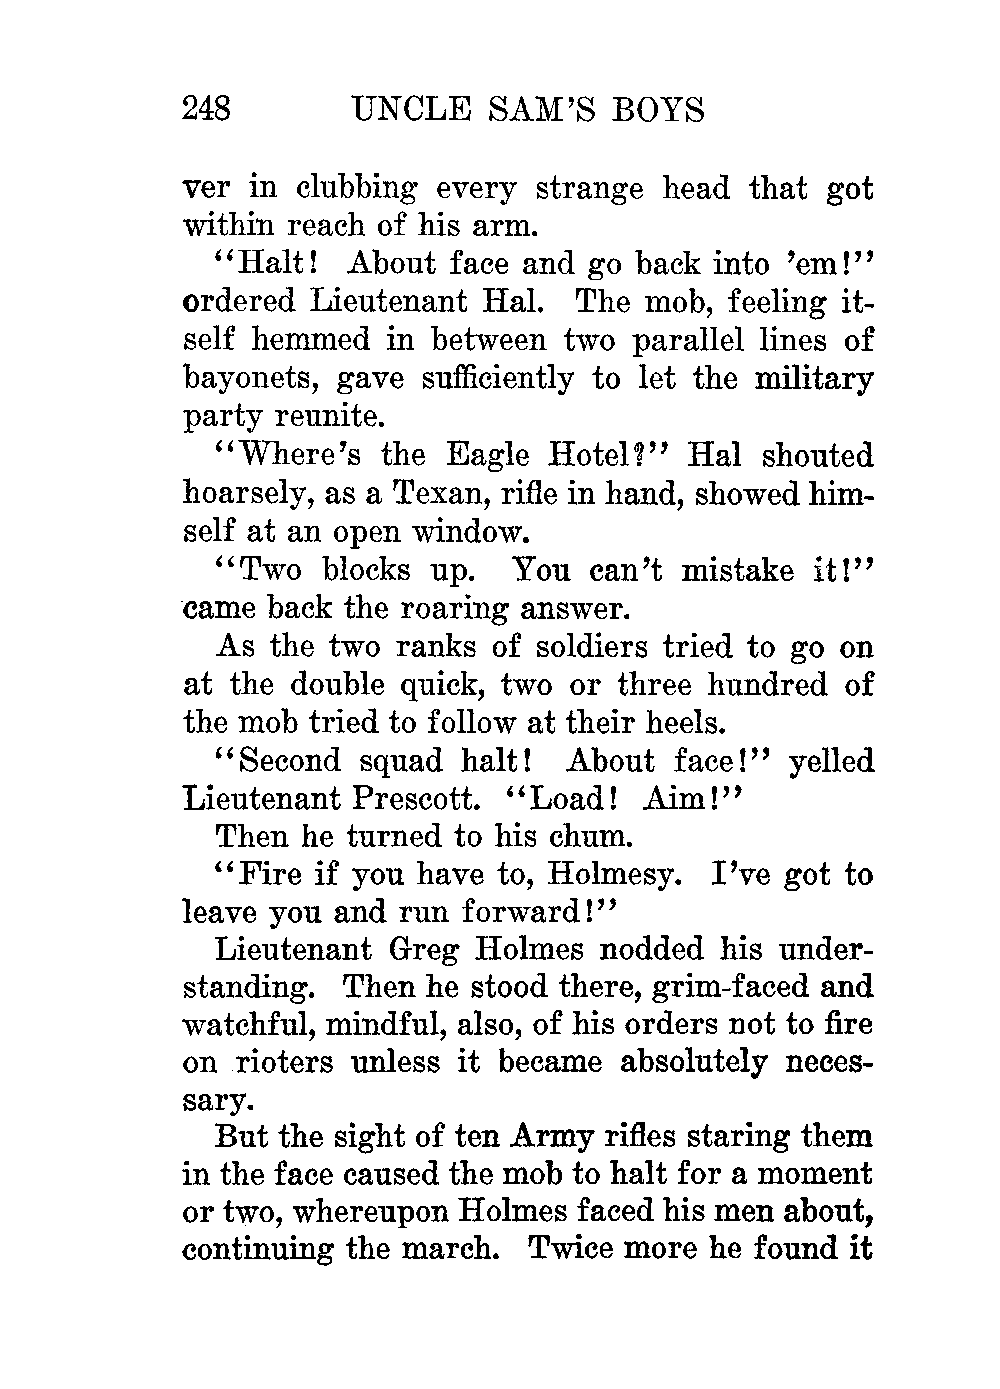 248 UNCLE SAM'S BOYS
ver in clubbing every strange head that got
within reach of his arm.
"Halt! About face and go back into 'em!"
ordered Lieutenant Hal. The mob, feeling it-
self hemmed in between two parallel lines of
bayonets, gave sufficiently to let the military
party reunite.
"Where's the Eagle Hotel?" Hal shouted
hoarsely, as a Texan, rifle in hand, showed him-
self at an open window.
"Two blocks up. You can't mistake it!"
came back the roaring answer.
As the two ranks of soldiers tried to go on
at the double quick, two or three hundred of
the mob tried to follow at their heels.
"Second squad halt! About face!" yelled
Lieutenant Prescott. "Load! Aim!"
Then he turned to his chum.
"Fire if you have to, Holmesy. I've got to
leave you and run forward!"
Lieutenant Greg Holmes nodded his under-
standing. Then he stood there, grim-faced and
watchful, mindful, also, of his orders not to fire
on rioters unless it became absolutely neces-
sary.
But the sight of ten Army rifles staring them
in the face caused the mob to halt for a moment
or two, whereupon Holmes faced his men about,
continuing the march. Twice more he found it